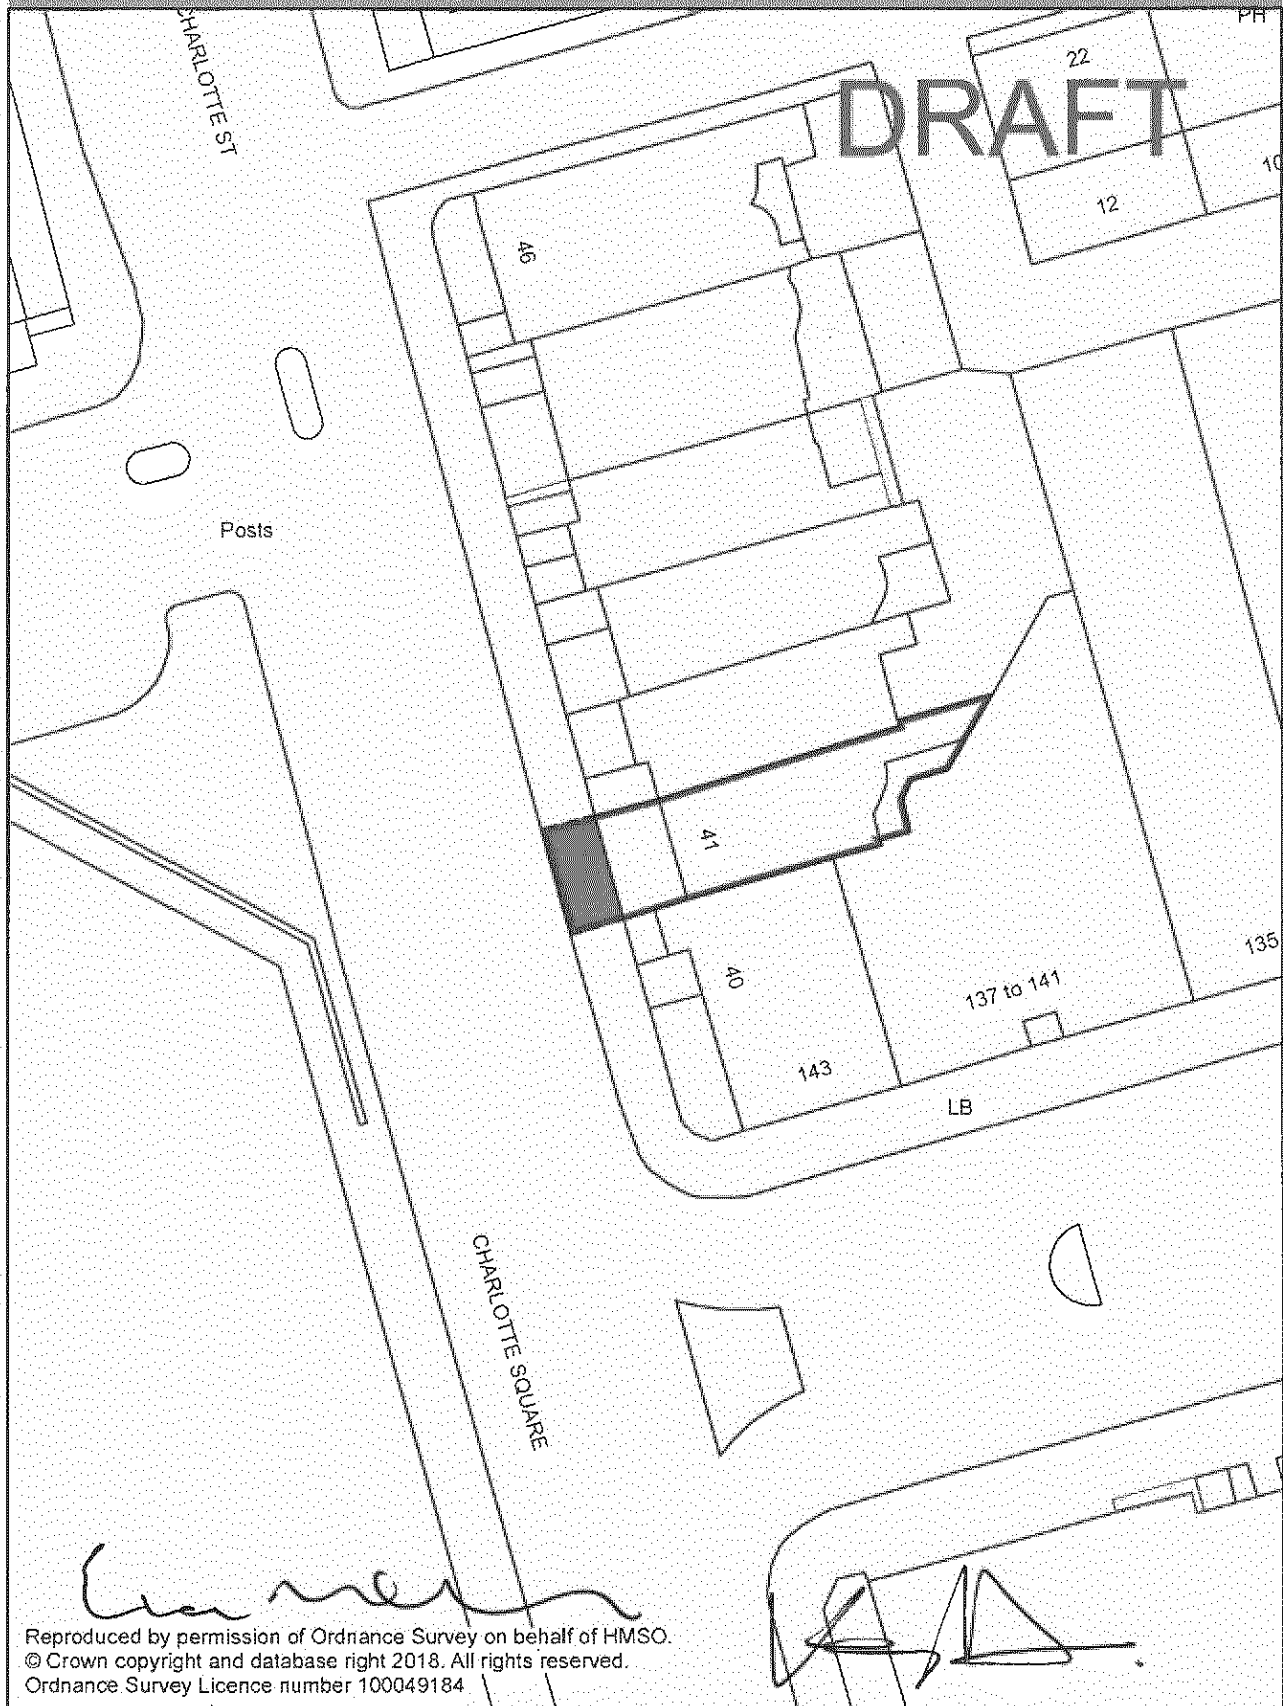 PH
CHARLOTTE ST
DRAFT
22
10
12
46
Posts
41
40
135
137 to 141
143
LB
CHARLOTTE SQUARE
Reproduced by permission of Ordnance Survey on behalf of HMSO.
© Crown copyright and database right 2018. All rights reserved.
Ordnance Survey Licence number 100049184